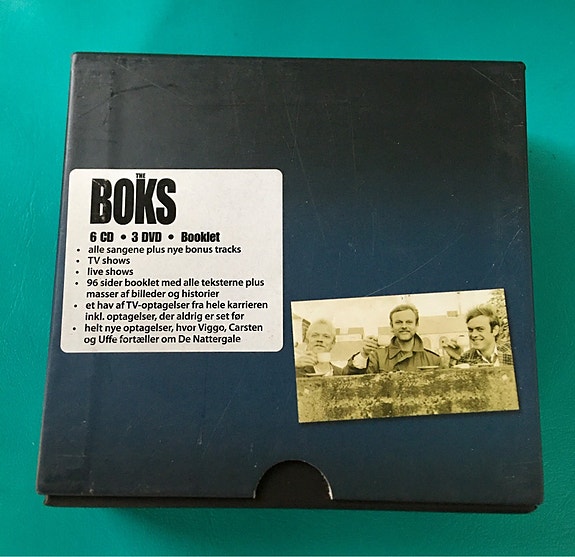 THE
BOKS
6 CD • 3 DVD • Booklet
• alle sangene plus nye bonus tracks
• TV shows
• live shows
• 96 sider booklet med alle teksterne plus
masser af billeder og historier
• et hav af TV-optagelser fra hele karrieren
inkl. optagelser, der aldrig er set før
• helt nye optagelser, hvor Viggo, Carsten
og Uffe fortæller om De Nattergale